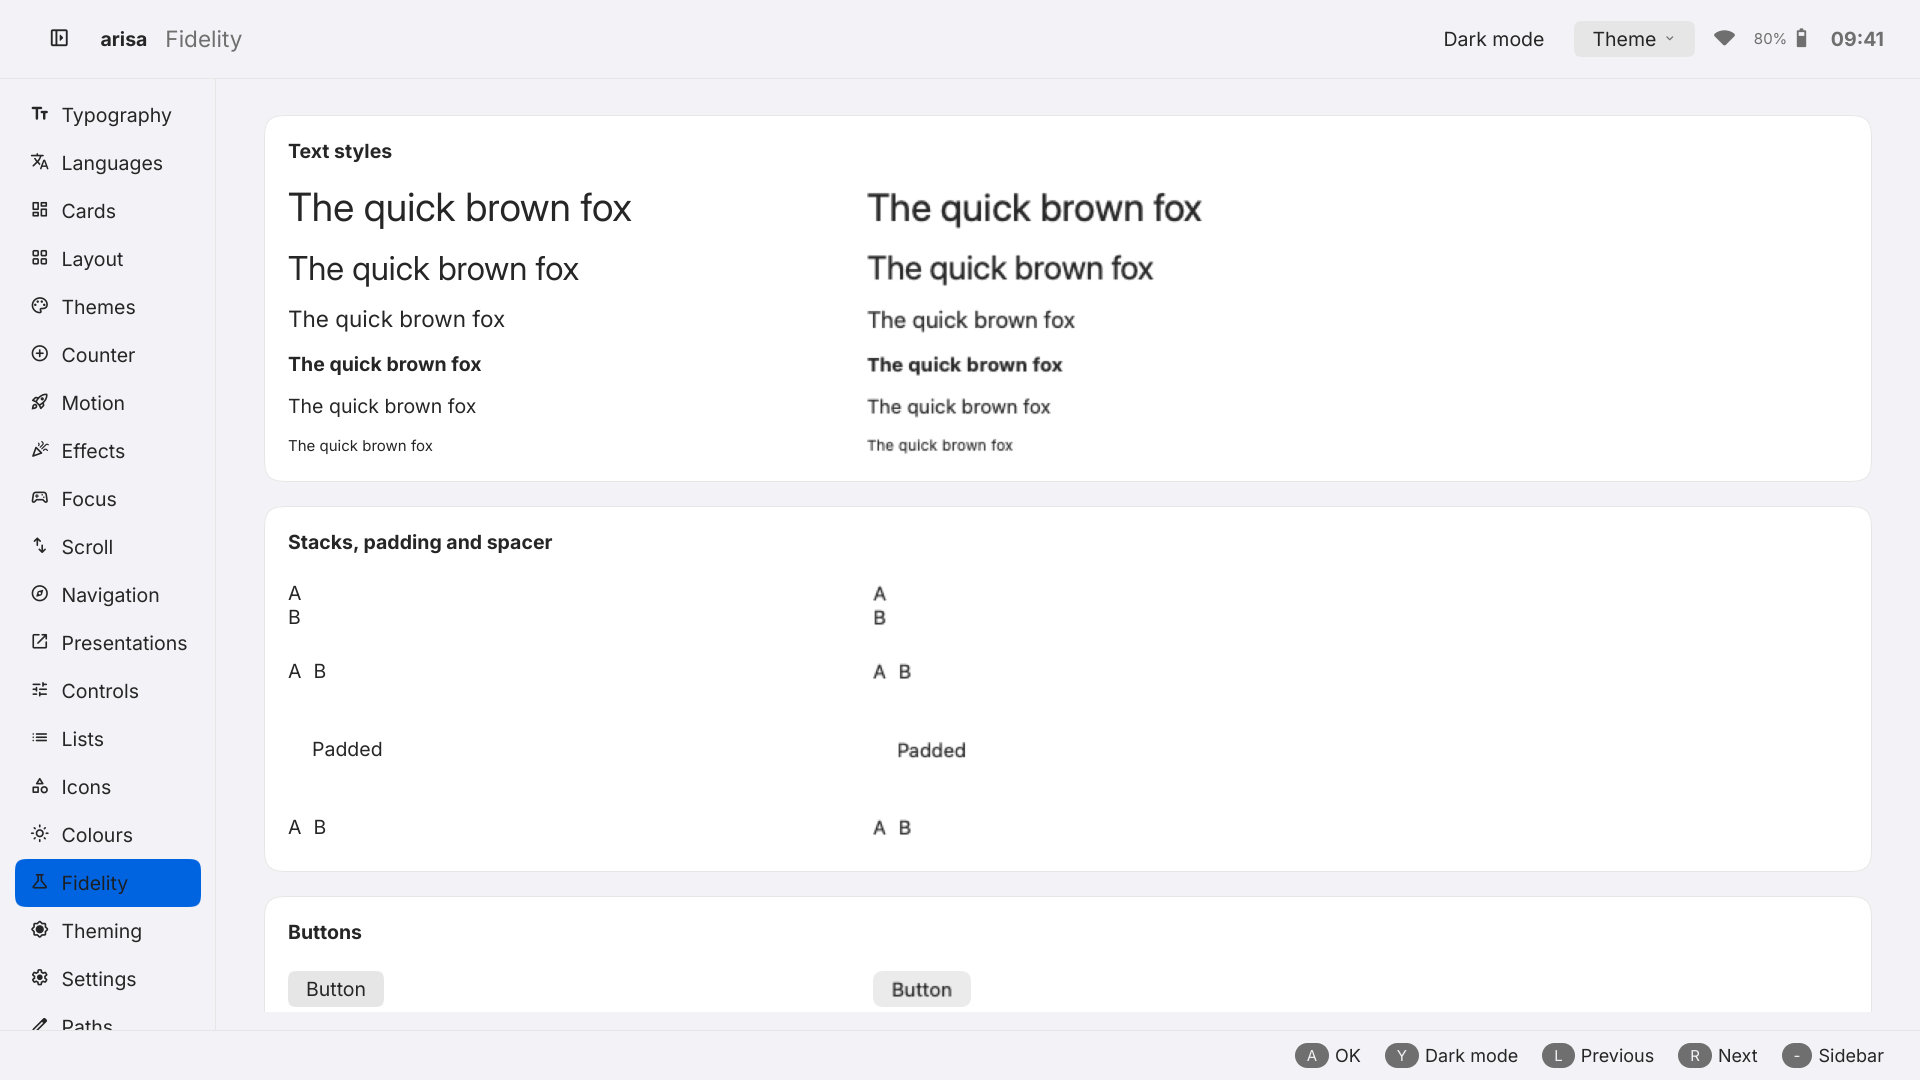 arisa Fidelity
Dark mode
Theme
80%
09:41
Typography
Languages
Cards
Layout
Themes
Counter
Motion
Effects
Focus
Scroll
Navigation
Presentations
Controls
Lists
Icons
Colours
Fidelity
Theming
Settings
Paths
Text styles
The quick brown fox The quick brown fox
The quick brown fox The quick brown fox
The quick brown fox The quick brown fox
The quick brown fox The quick brown fox
The quick brown fox The quick brown fox
The quick brown fox The quick brown fox
Stacks, padding and spacer
A A
B B
A B A B
Padded Padded
A B A B
Buttons
Button Button
A OK Y Dark mode L Previous R Next - Sidebar